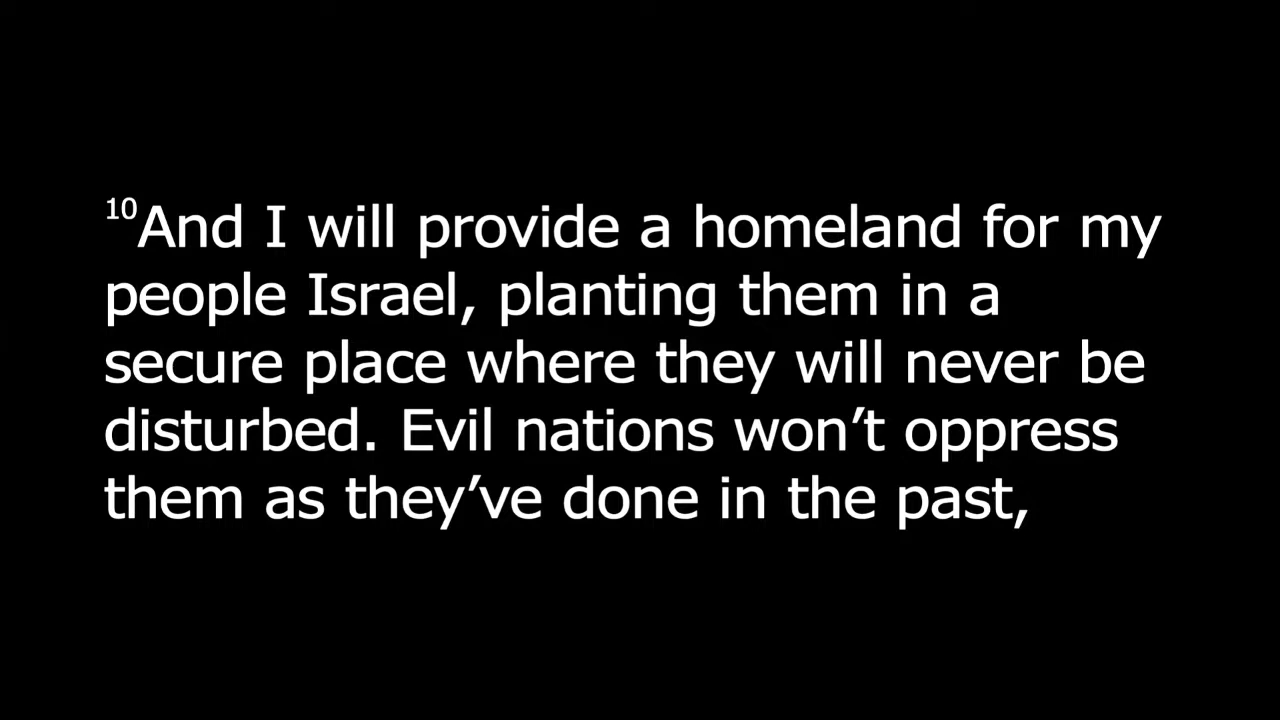 ¹⁰And I will provide a homeland for my
people Israel, planting them in a
secure place where they will never be
disturbed. Evil nations won’t oppress
them as they’ve done in the past,